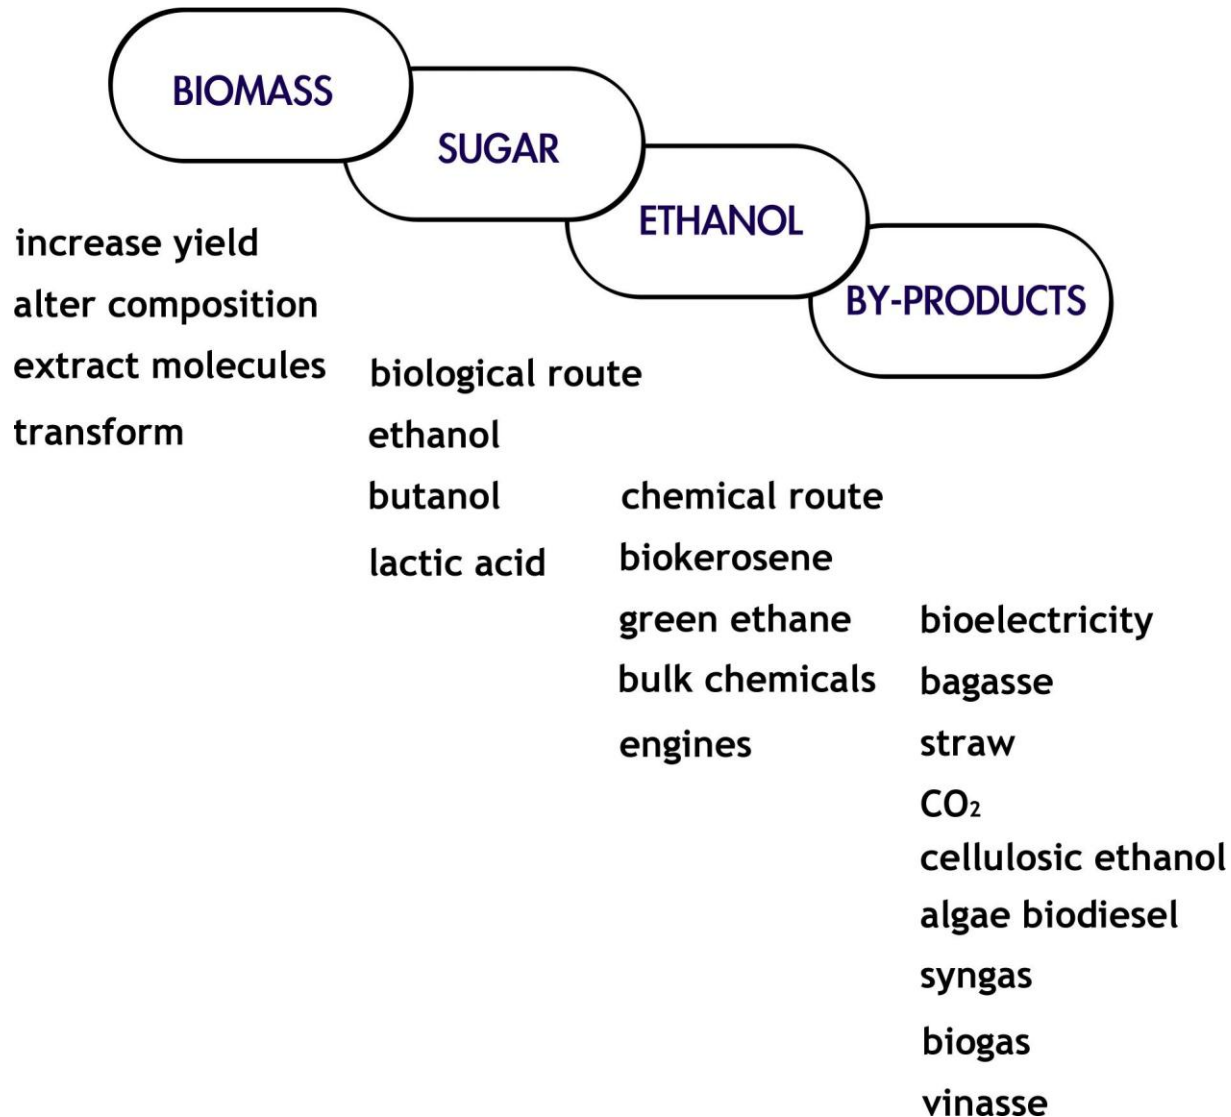 BIOMASS
SUGAR
ETHANOL
BY-PRODUCTS
increase yield
alter composition
extract molecules
transform
biological route
ethanol
butanol
lactic acid
chemical route
biokerosene
green ethane
bulk chemicals
engines
bioelectricity
bagasse
straw
CO₂
cellulosic ethanol
algae biodiesel
syngas
biogas
vinasse